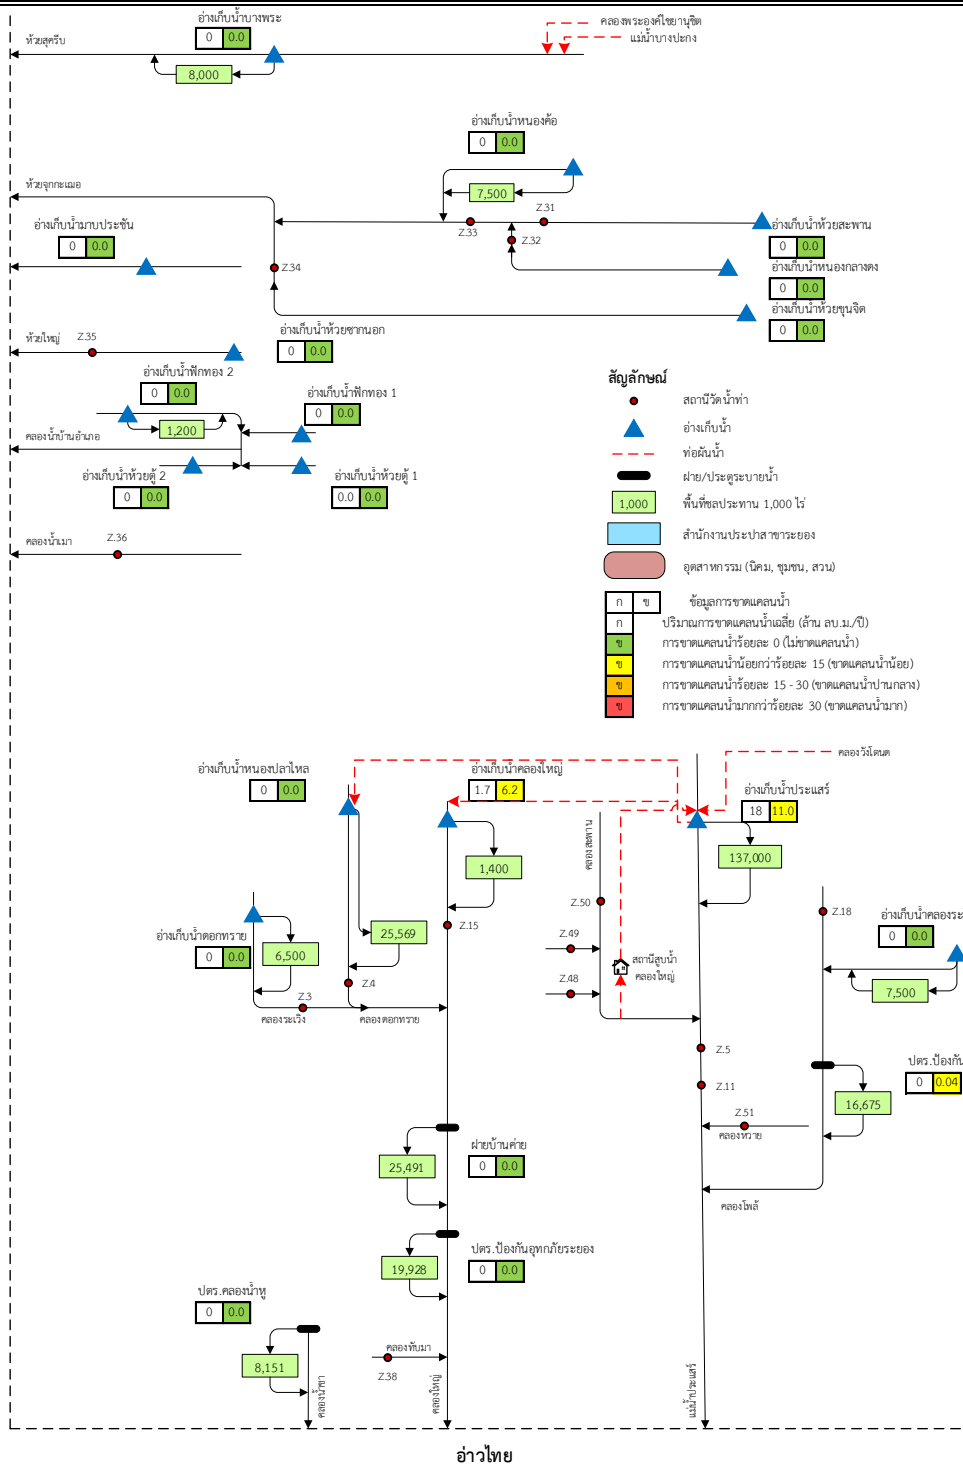 อ่างเก็บน้ำบางพระ
0 0.0
คลองพระองค์ไชยานุชิต
แม่น้ำบางปะกง
ห้วยสุครีบ
8,000
อ่างเก็บน้ำหนองค้อ
0 0.0
ห้วยจุกกะเฌอ
7,500
Z.31
Z.33
Z.32
อ่างเก็บน้ำมาบประชัน
0 0.0
อ่างเก็บน้ำห้วยสะพาน
0 0.0
Z.34
อ่างเก็บน้ำหนองกลางดง
0 0.0
อ่างเก็บน้ำห้วยขุนจิต
0 0.0
ห้วยใหญ่
Z.35
อ่างเก็บน้ำห้วยซากนอก
0 0.0
อ่างเก็บน้ำฟักทอง 2
0 0.0
อ่างเก็บน้ำฟักทอง 1
0 0.0
1,200
คลองน้ำบ้านอำเภอ
อ่างเก็บน้ำห้วยตู้ 2
0 0.0
อ่างเก็บน้ำห้วยตู้ 1
0.0 0.0
คลองน้ำเมา
Z.36
สัญลักษณ์
สถานีวัดน้ำท่า
อ่างเก็บน้ำ
ท่อผันน้ำ
ฝาย/ประตูระบายน้ำ
1,000 พื้นที่ชลประทาน 1,000 ไร่
สำนักงานประปาสาขาระยอง
อุตสาหกรรม (นิคม, ชุมชน, สวน)
ก ข ข้อมูลการขาดแคลนน้ำ
ก ปริมาณการขาดแคลนน้ำเฉลี่ย (ล้าน ลบ.ม./ปี)
ข การขาดแคลนน้ำร้อยละ 0 (ไม่ขาดแคลนน้ำ)
ข การขาดแคลนน้ำน้อยกว่าร้อยละ 15 (ขาดแคลนน้ำน้อย)
ข การขาดแคลนน้ำร้อยละ 15 - 30 (ขาดแคลนน้ำปานกลาง)
ข การขาดแคลนน้ำมากกว่าร้อยละ 30 (ขาดแคลนน้ำมาก)
คลองวังโตนด
อ่างเก็บน้ำหนองปลาไหล
0 0.0
อ่างเก็บน้ำคลองใหญ่
1.7 6.2
อ่างเก็บน้ำประแสร์
18 11.0
คลองสะพาน
137,000
1,400
Z.50
Z.18
Z.15
25,569
อ่างเก็บน้ำดอกกราย
0 0.0
6,500
Z.49
อ่างเก็บน้ำคลองระ
0 0.0
สถานีสูบน้ำ
คลองใหญ่
Z.4
Z.48
7,500
Z.3
คลองระเวิง
คลองดอกกราย
Z.5
Z.11
ปตร.ป้องกัน
0 0.04
16,675
Z.51
คลองหวาย
ฝายบ้านค่าย
0 0.0
25,491
คลองโพล้
ปตร.ป้องกันอุทกภัยระยอง
0 0.0
19,928
ปตร.คลองน้ำหู
0 0.0
8,151
คลองทับมา
Z.38
คลองน้ำชา
คลองใหญ่
แม่น้ำประแสร์
อ่าวไทย